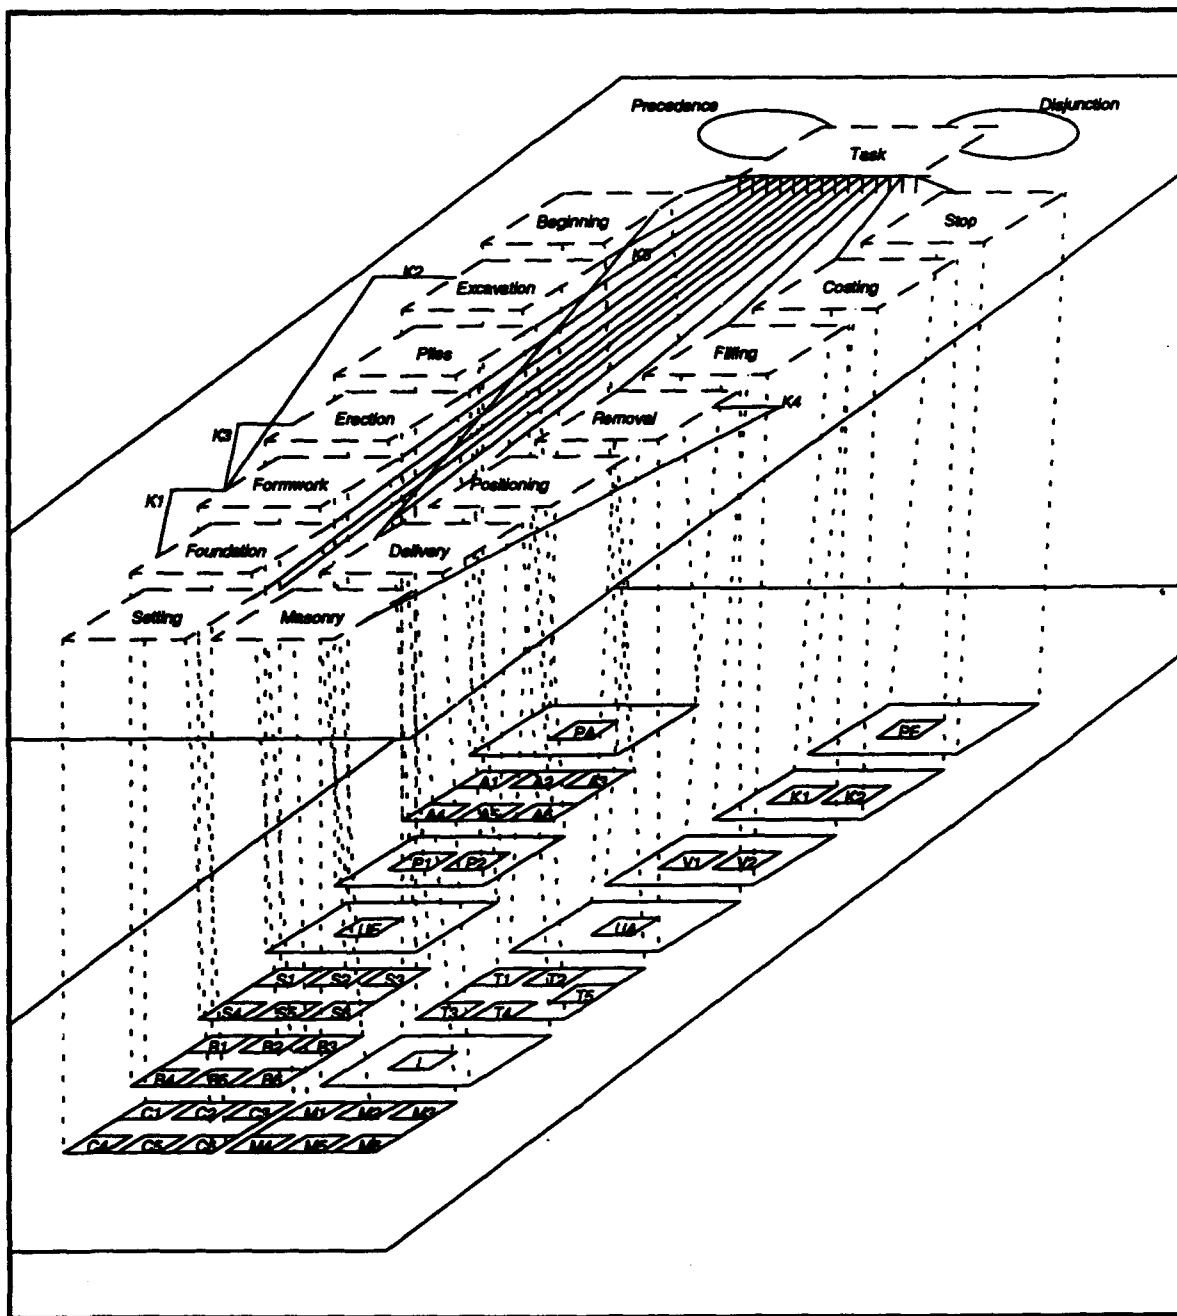 Precedence
Disjunction
Task
Beginning
Stop
K5
K2
Excavation
Costing
Piles
Filling
K4
Erection
Removal
K3
Formwork
Positioning
K1
Foundation
Delivery
Setting
Masonry
PA
PE
A1 A2 A3
K1 K2
A4 A5 A6
P1 P2
V1 V2
UE
UA
S1 S2 S3
T1 T2
T5
S4 S5 S6
T3 T4
B1 B2 B3
L
B4 B5 B6
C1 C2 C3 M1 M2 M3
C4 C5 C6 M4 M5 M6